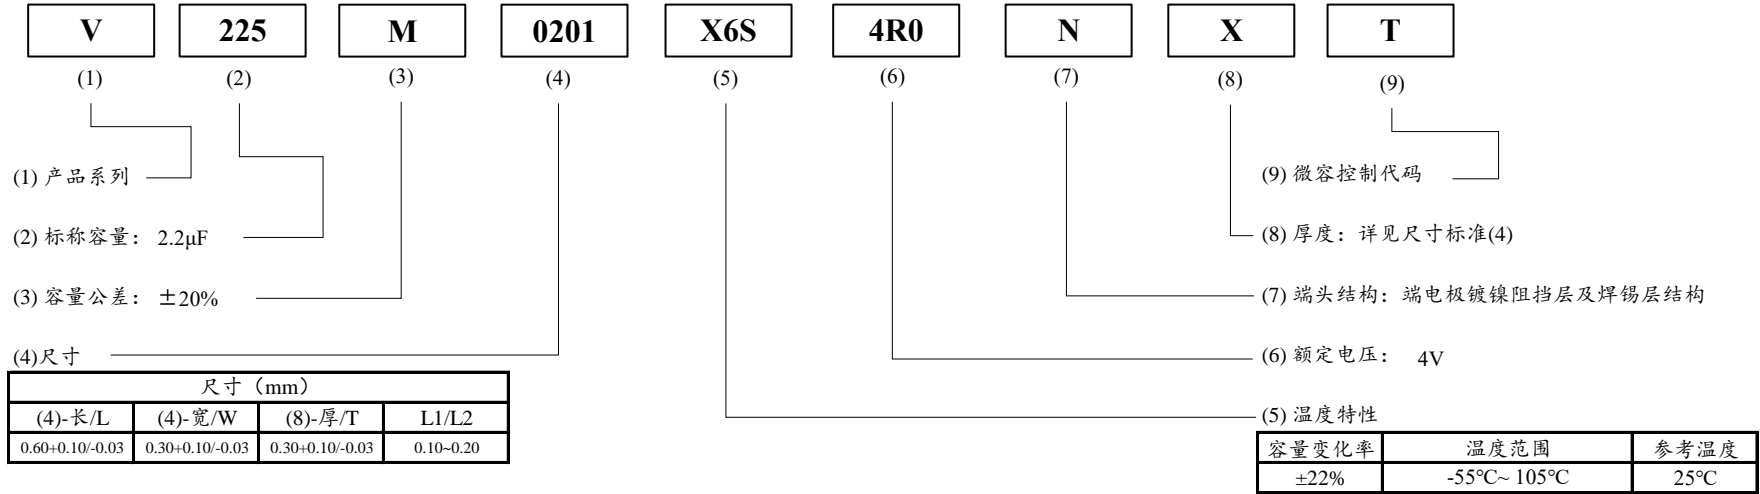 V 225 M 0201 X6S 4R0 N X T
(1) (2) (3) (4) (5) (6) (7) (8) (9)
(1) 产品系列
(9) 微容控制代码
(2) 标称容量： 2.2μF
(8) 厚度：详见尺寸标准(4)
(3) 容量公差： ±20%
(7) 端头结构：端电极镀镍阻挡层及焊锡层结构
(4)尺寸
(6) 额定电压： 4V
尺寸（mm）
(4)-长/L (4)-宽/W (8)-厚/T L1/L2
0.60+0.10/-0.03 0.30+0.10/-0.03 0.30+0.10/-0.03 0.10~0.20
(5) 温度特性
容量变化率 温度范围 参考温度
±22% -55℃~ 105℃ 25℃